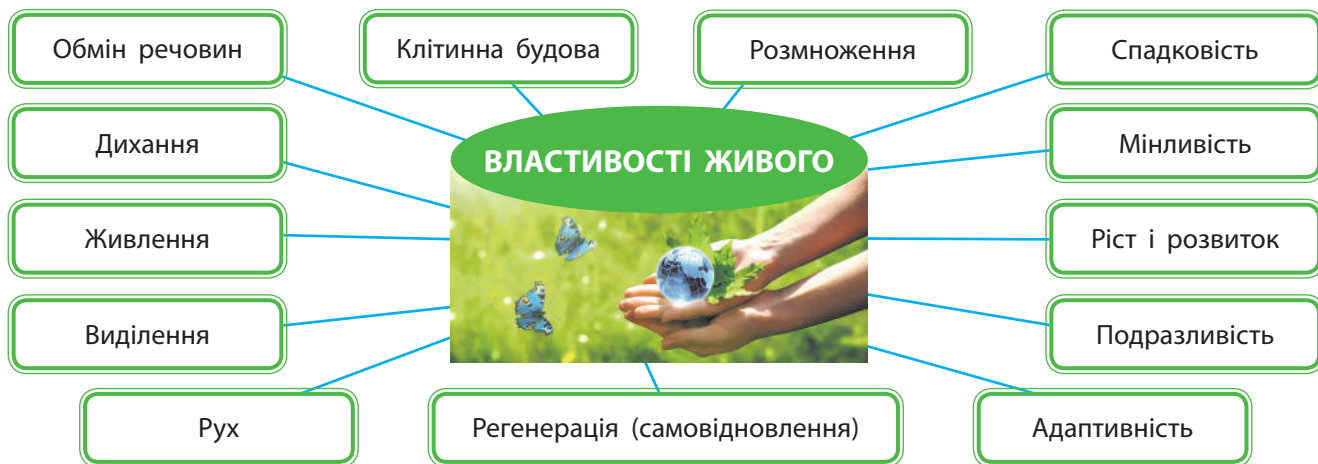 Обмін речовин
Клітинна будова
Розмноження
Спадковість
ВЛАСТИВОСТІ ЖИВОГО
Дихання
Мінливість
Живлення
Ріст і розвиток
Виділення
Подразливість
Рух
Регенерація (самовідновлення)
Адаптивність